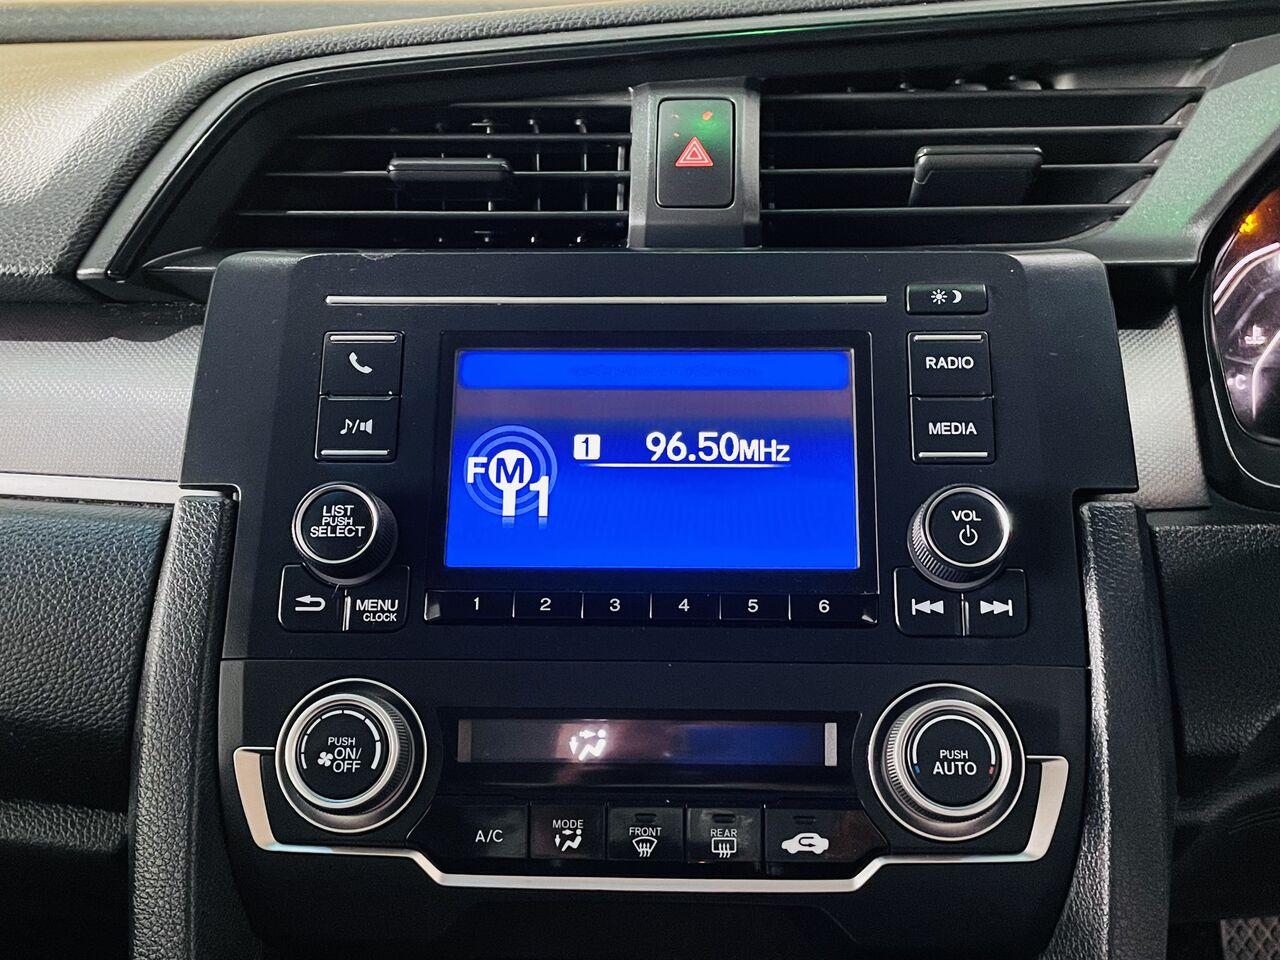 RADIO
MEDIA
1 96.50MHz
FM
1
LIST
PUSH
SELECT
VOL
MENU
CLOCK
1 2 3 4 5 6
PUSH
ON/
OFF
PUSH
AUTO
A/C
MODE
FRONT
REAR
C